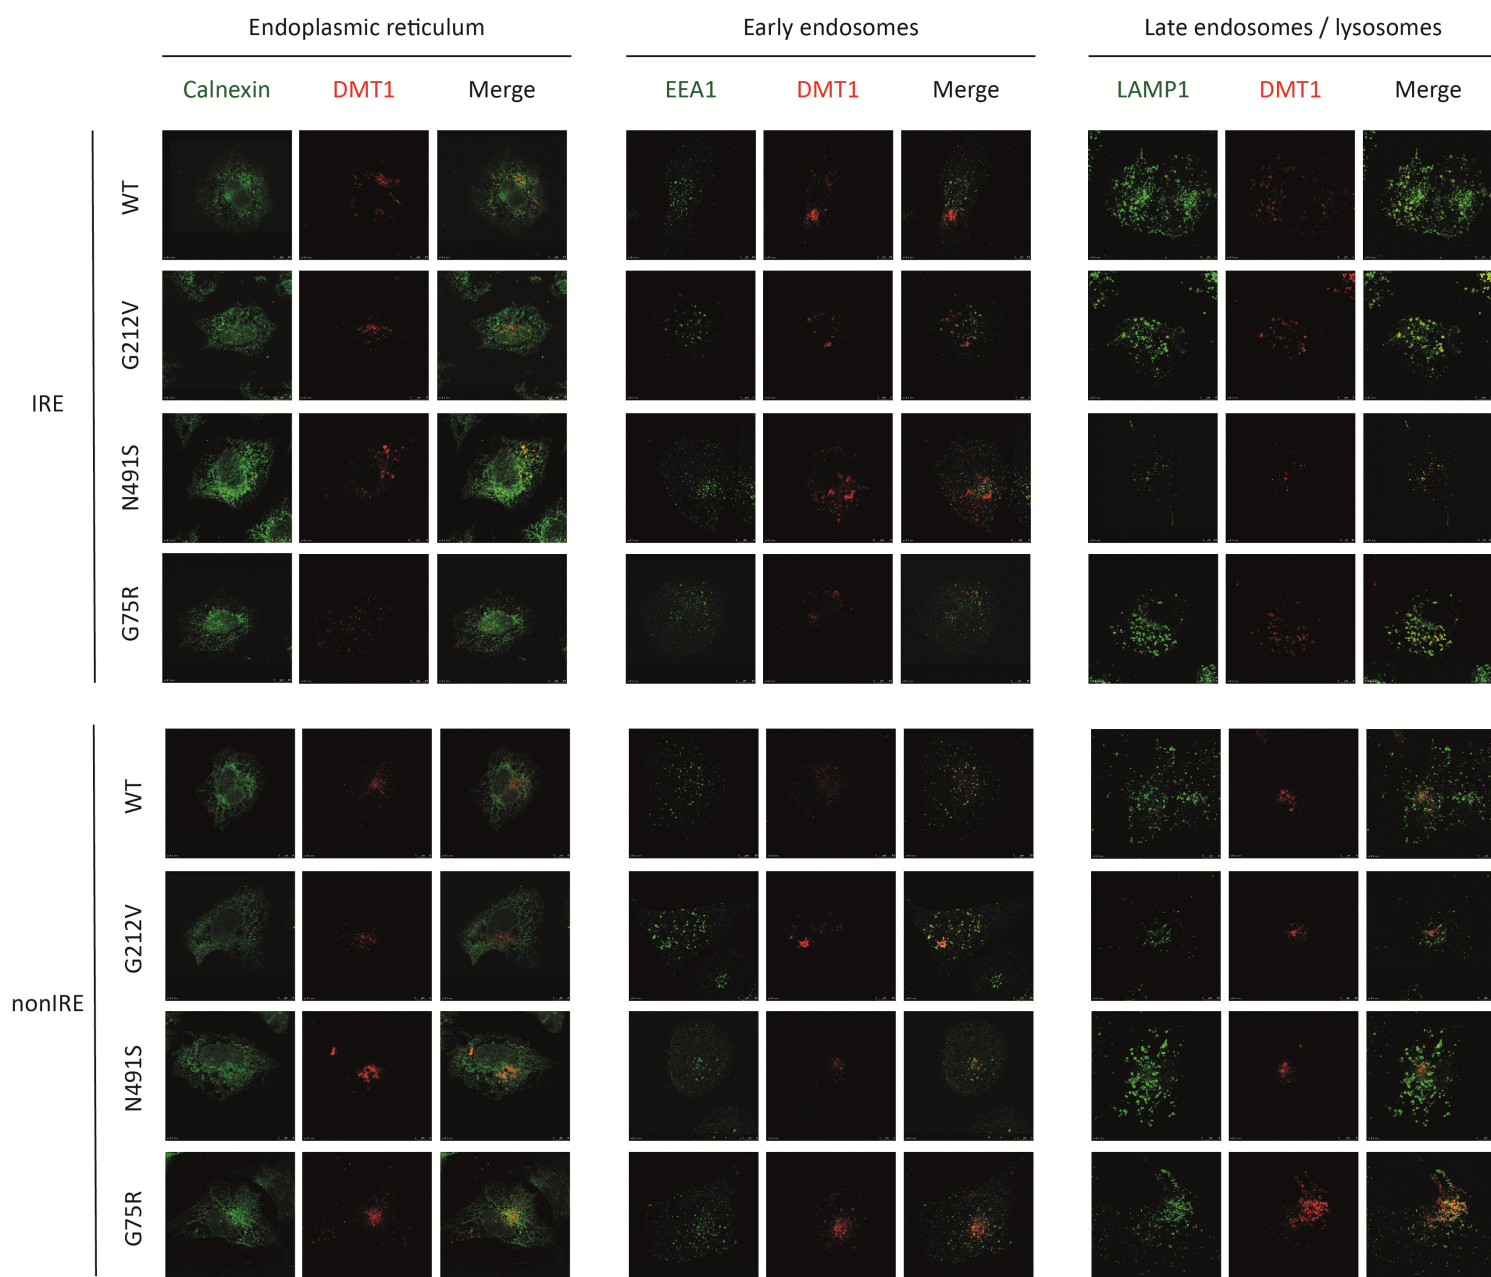 Endoplasmic reticulum Early endosomes Late endosomes / lysosomes
Calnexin DMT1 Merge EEA1 DMT1 Merge LAMP1 DMT1 Merge
IRE
WT
G212V
N491S
G75R
nonIRE
WT
G212V
N491S
G75R